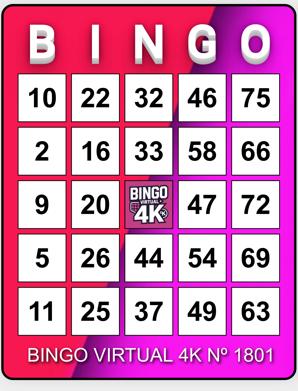 BINGO
10 22 32 46 75
2 16 33 58 66
9 20 BINGO VIRTUAL 4K 47 72
5 26 44 54 69
11 25 37 49 63
BINGO VIRTUAL 4K Nº 1801